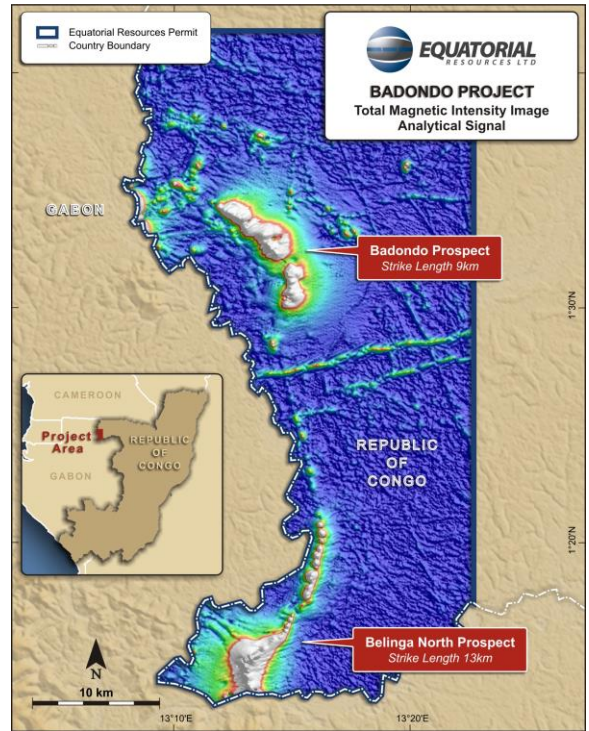 Equatorial Resources Permit
Country Boundary
EQUATORIAL
RESOURCES LTD
BADONDO PROJECT
Total Magnetic Intensity Image
Analytical Signal
GABON
Badondo Prospect
Strike Length 9km
1°30'N
CAMEROON
Project
Area
REPUBLIC
OF
CONGO
GABON
REPUBLIC
OF
CONGO
1°20'N
Belinga North Prospect
Strike Length 13km
N
10 km
13°10'E
13°20'E